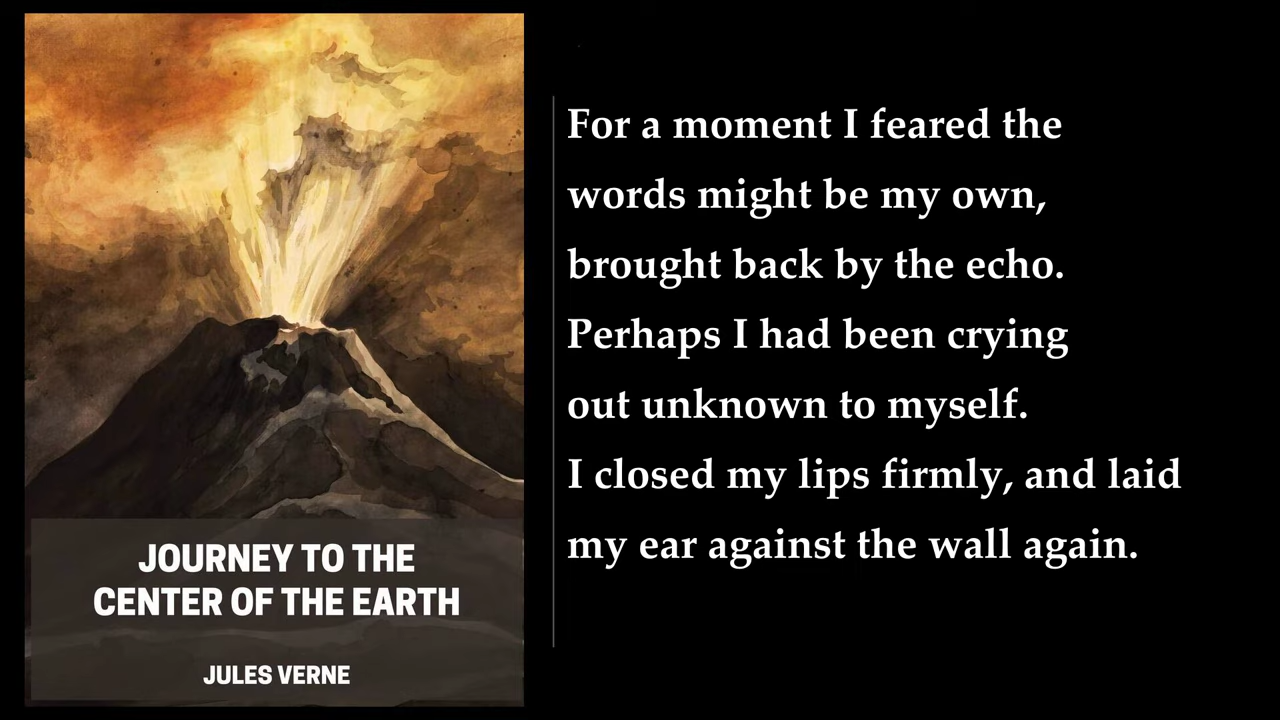 JOURNEY TO THE
CENTER OF THE EARTH
JULES VERNE
For a moment I feared the
words might be my own,
brought back by the echo.
Perhaps I had been crying
out unknown to myself.
I closed my lips firmly, and laid
my ear against the wall again.